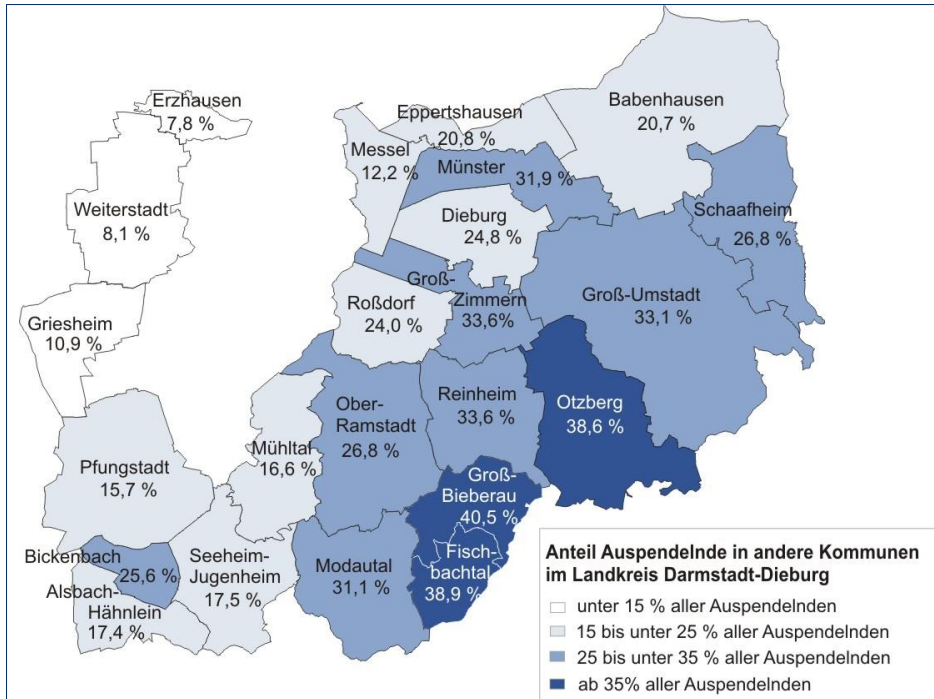 Erzhausen
7,8 %
Weiterstadt
8,1 %
Griesheim
10,9 %
Pfungstadt
15,7 %
Bickenbach
25,6 %
Alsbach-
Hähnlein
17,4 %
Seeheim-
Jugenheim
17,5 %
Mühltal
16,6 %
Messel
12,2 %
Eppertshausen
20,8 %
Münster
31,9 %
Babenhausen
20,7 %
Schaafheim
26,8 %
Dieburg
24,8 %
Groß-
Zimmern
33,6%
Roßdorf
24,0 %
Groß-Umstadt
33,1 %
Ober-
Ramstadt
26,8 %
Reinheim
33,6 %
Otzberg
38,6 %
Groß-
Bieberau
40,5 %
Fisch-
bachtal
38,9 %
Modautal
31,1 %
Anteil Auspendelnde in andere Kommunen
im Landkreis Darmstadt-Dieburg
unter 15 % aller Auspendelnden
15 bis unter 25 % aller Auspendelnden
25 bis unter 35 % aller Auspendelnden
ab 35% aller Auspendelnden